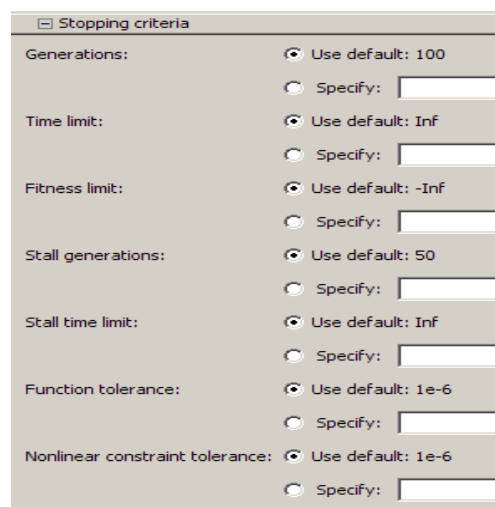 Stopping criteria
Generations: Use default: 100
Specify:
Time limit: Use default: Inf
Specify:
Fitness limit: Use default: -Inf
Specify:
Stall generations: Use default: 50
Specify:
Stall time limit: Use default: Inf
Specify:
Function tolerance: Use default: 1e-6
Specify:
Nonlinear constraint tolerance: Use default: 1e-6
Specify: